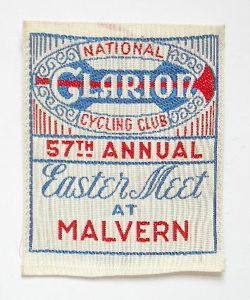 NATIONAL
CLARION
CYCLING CLUB
57TH ANNUAL
Easter Meet
AT
MALVERN